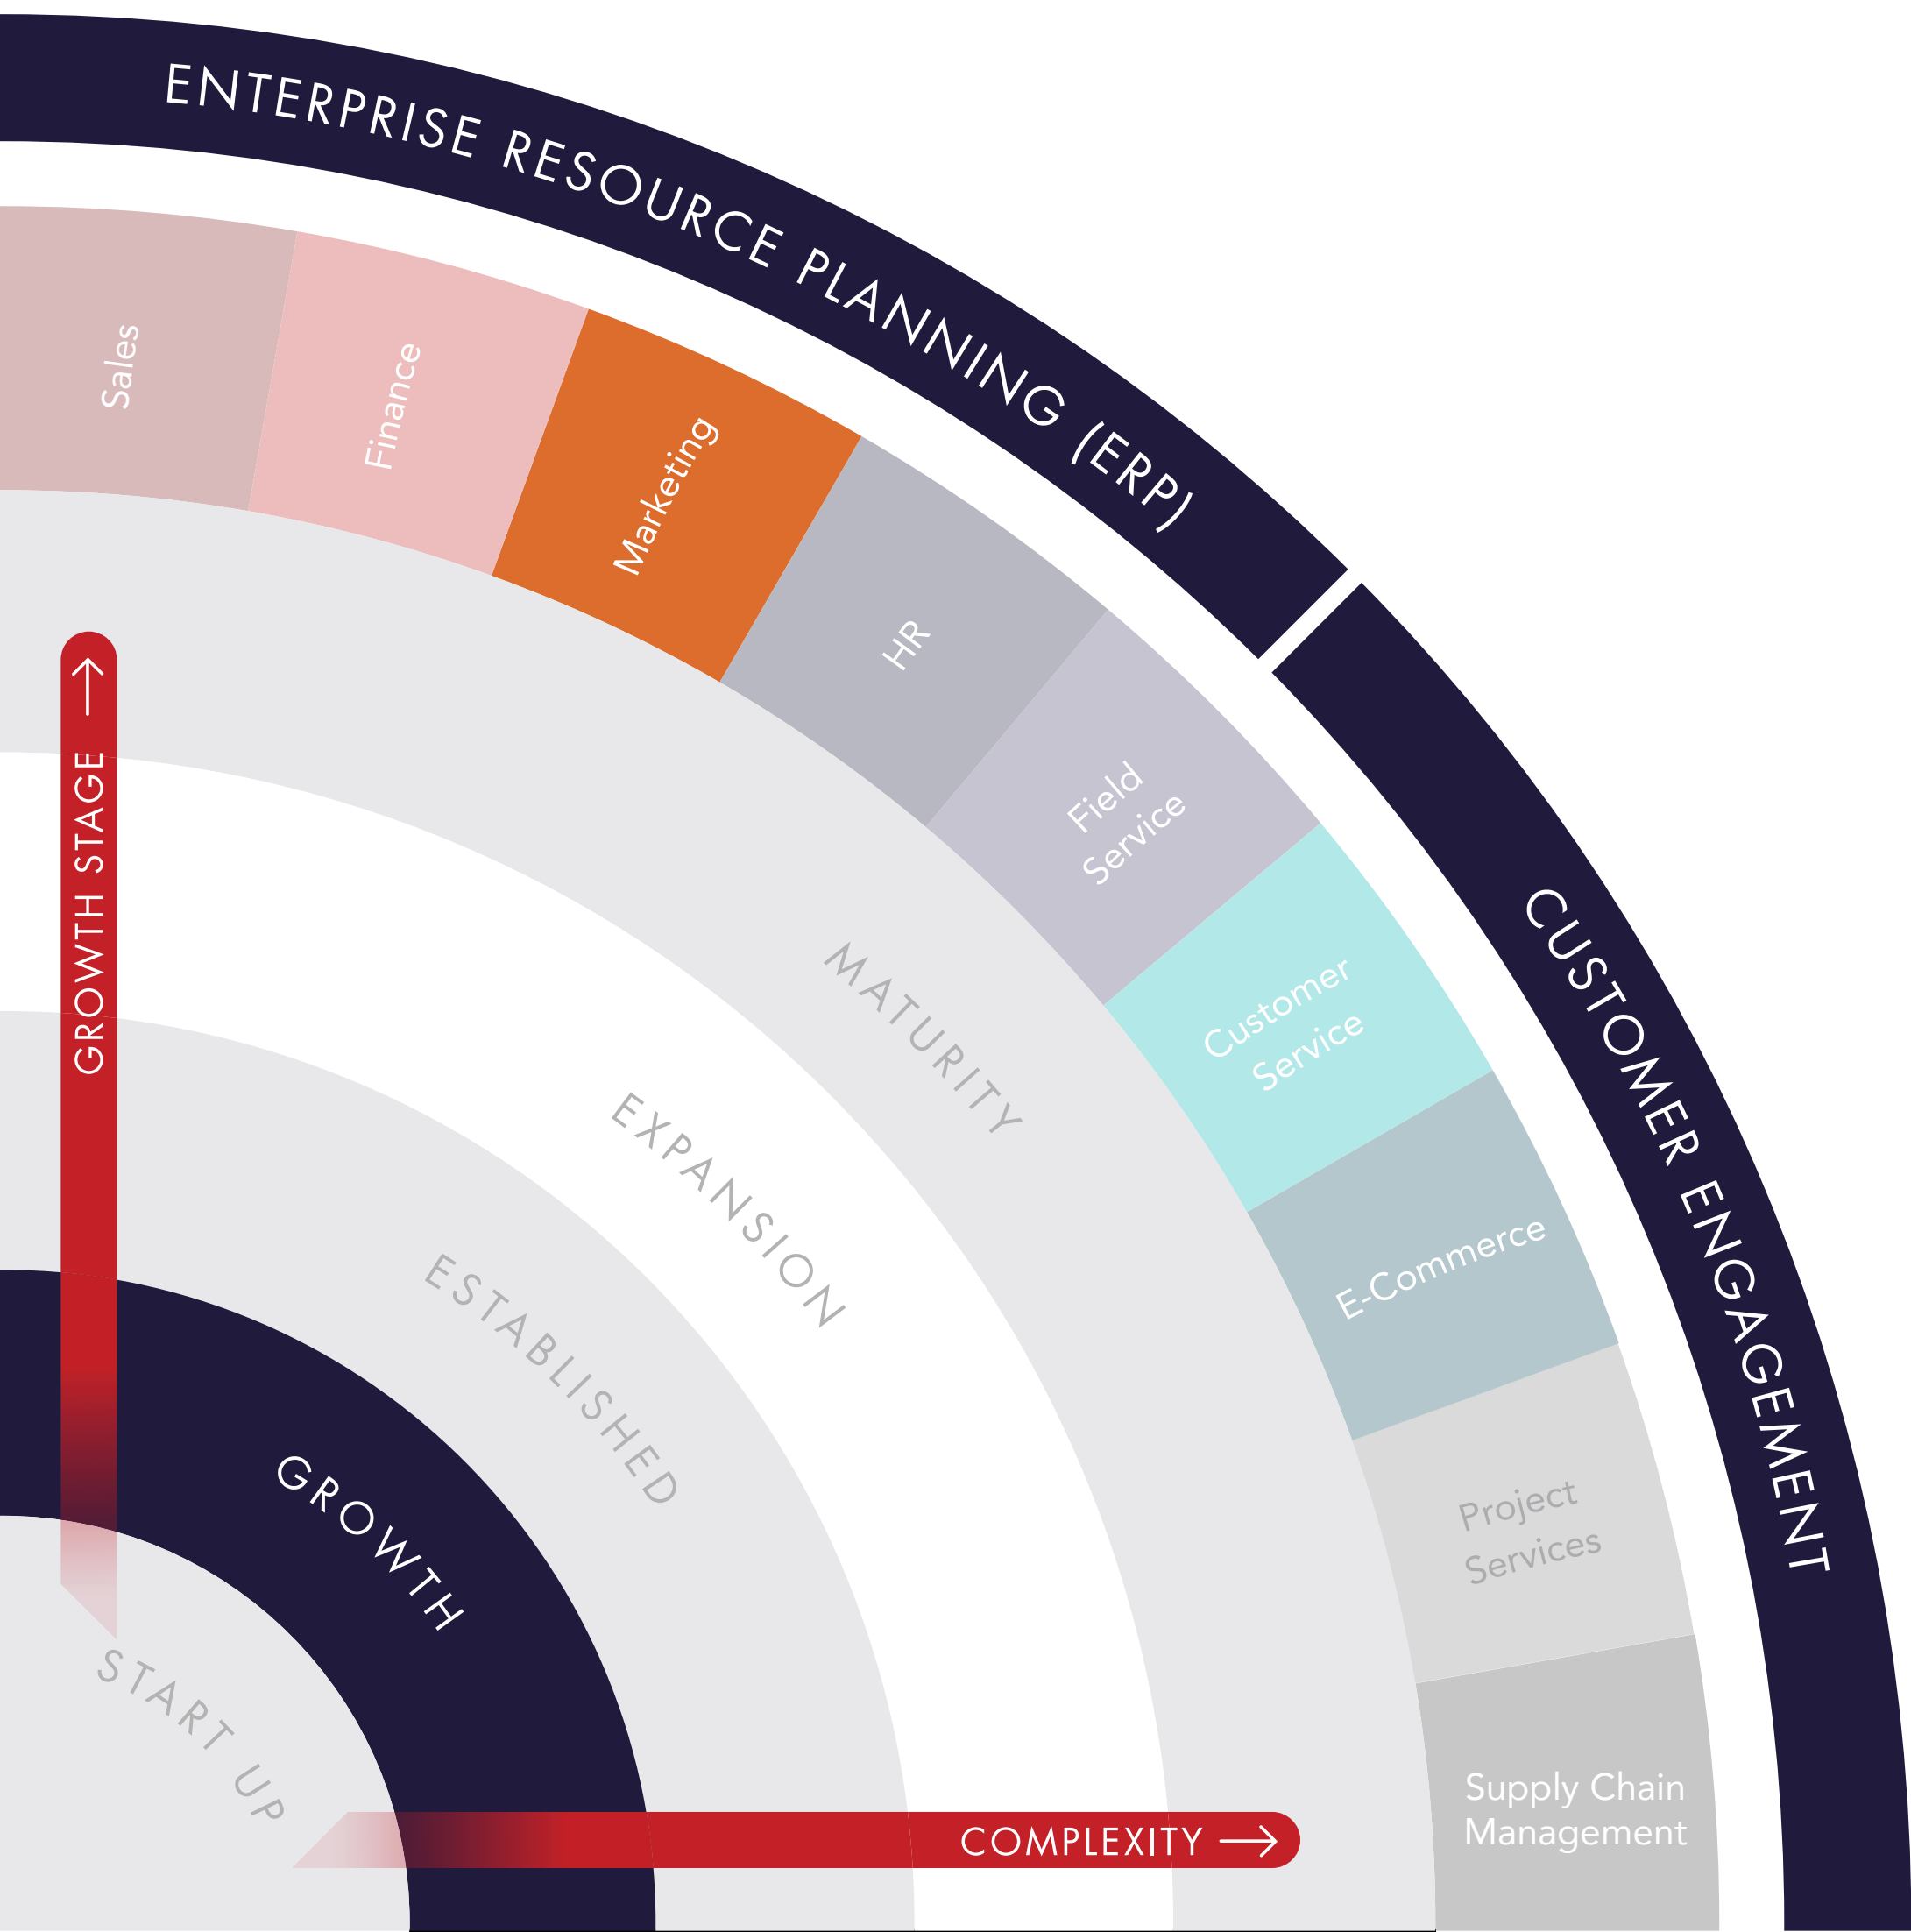 ENTERPRISE RESOURCE PLANNING (ERP)
CUSTOMER ENGAGEMENT
Sales
Finance
Marketing
HR
Field
Service
Customer
Service
E-Commerce
Project
Services
Supply Chain
Management
MATURITY
EXPANSION
ESTABLISHED
GROWTH
START UP
GROWTH STAGE →
COMPLEXITY →